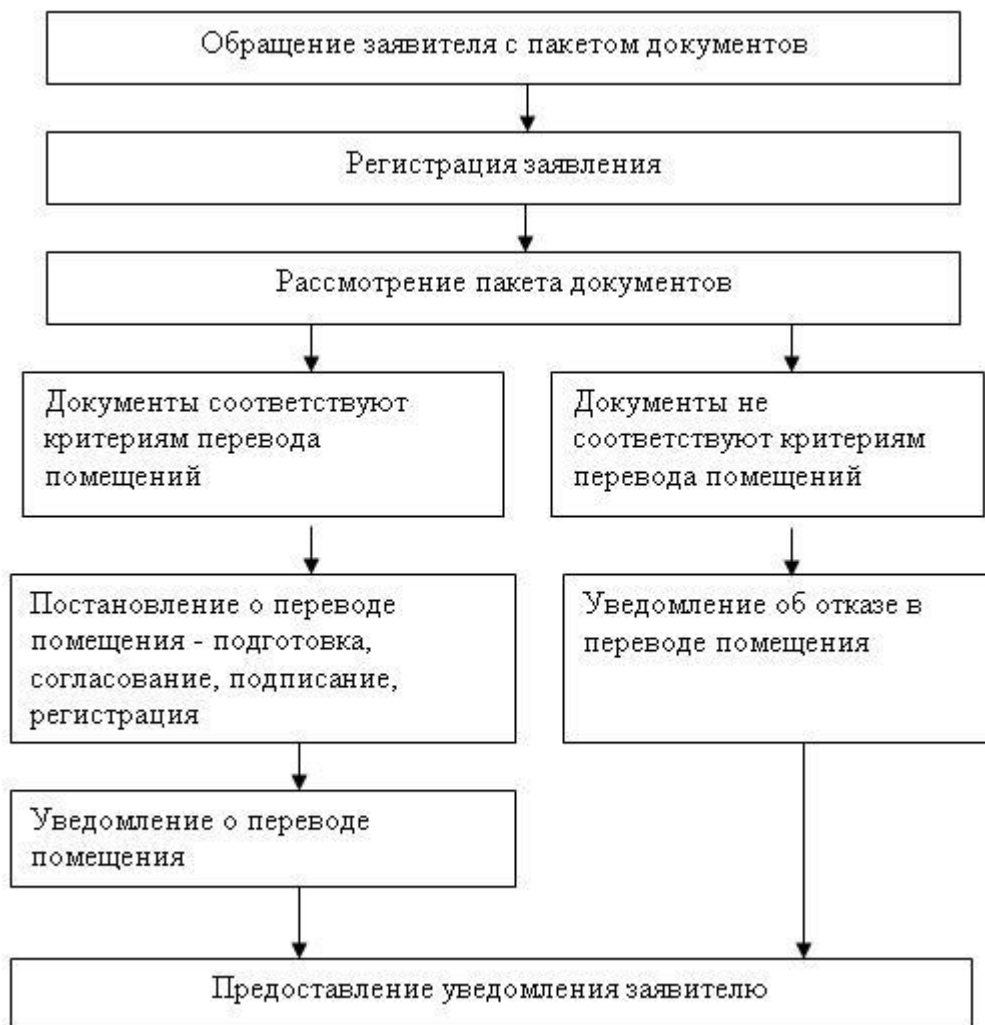 Обращение заявителя с пакетом документов
Регистрация заявления
Рассмотрение пакета документов
Документы соответствуют
критериям перевода
помещений
Документы не
соответствуют критериям
перевода помещений
Постановление о переводе
помещения - подготовка,
согласование, подписание,
регистрация
Уведомление об отказе в
переводе помещения
Уведомление о переводе
помещения
Предоставление уведомления заявителю